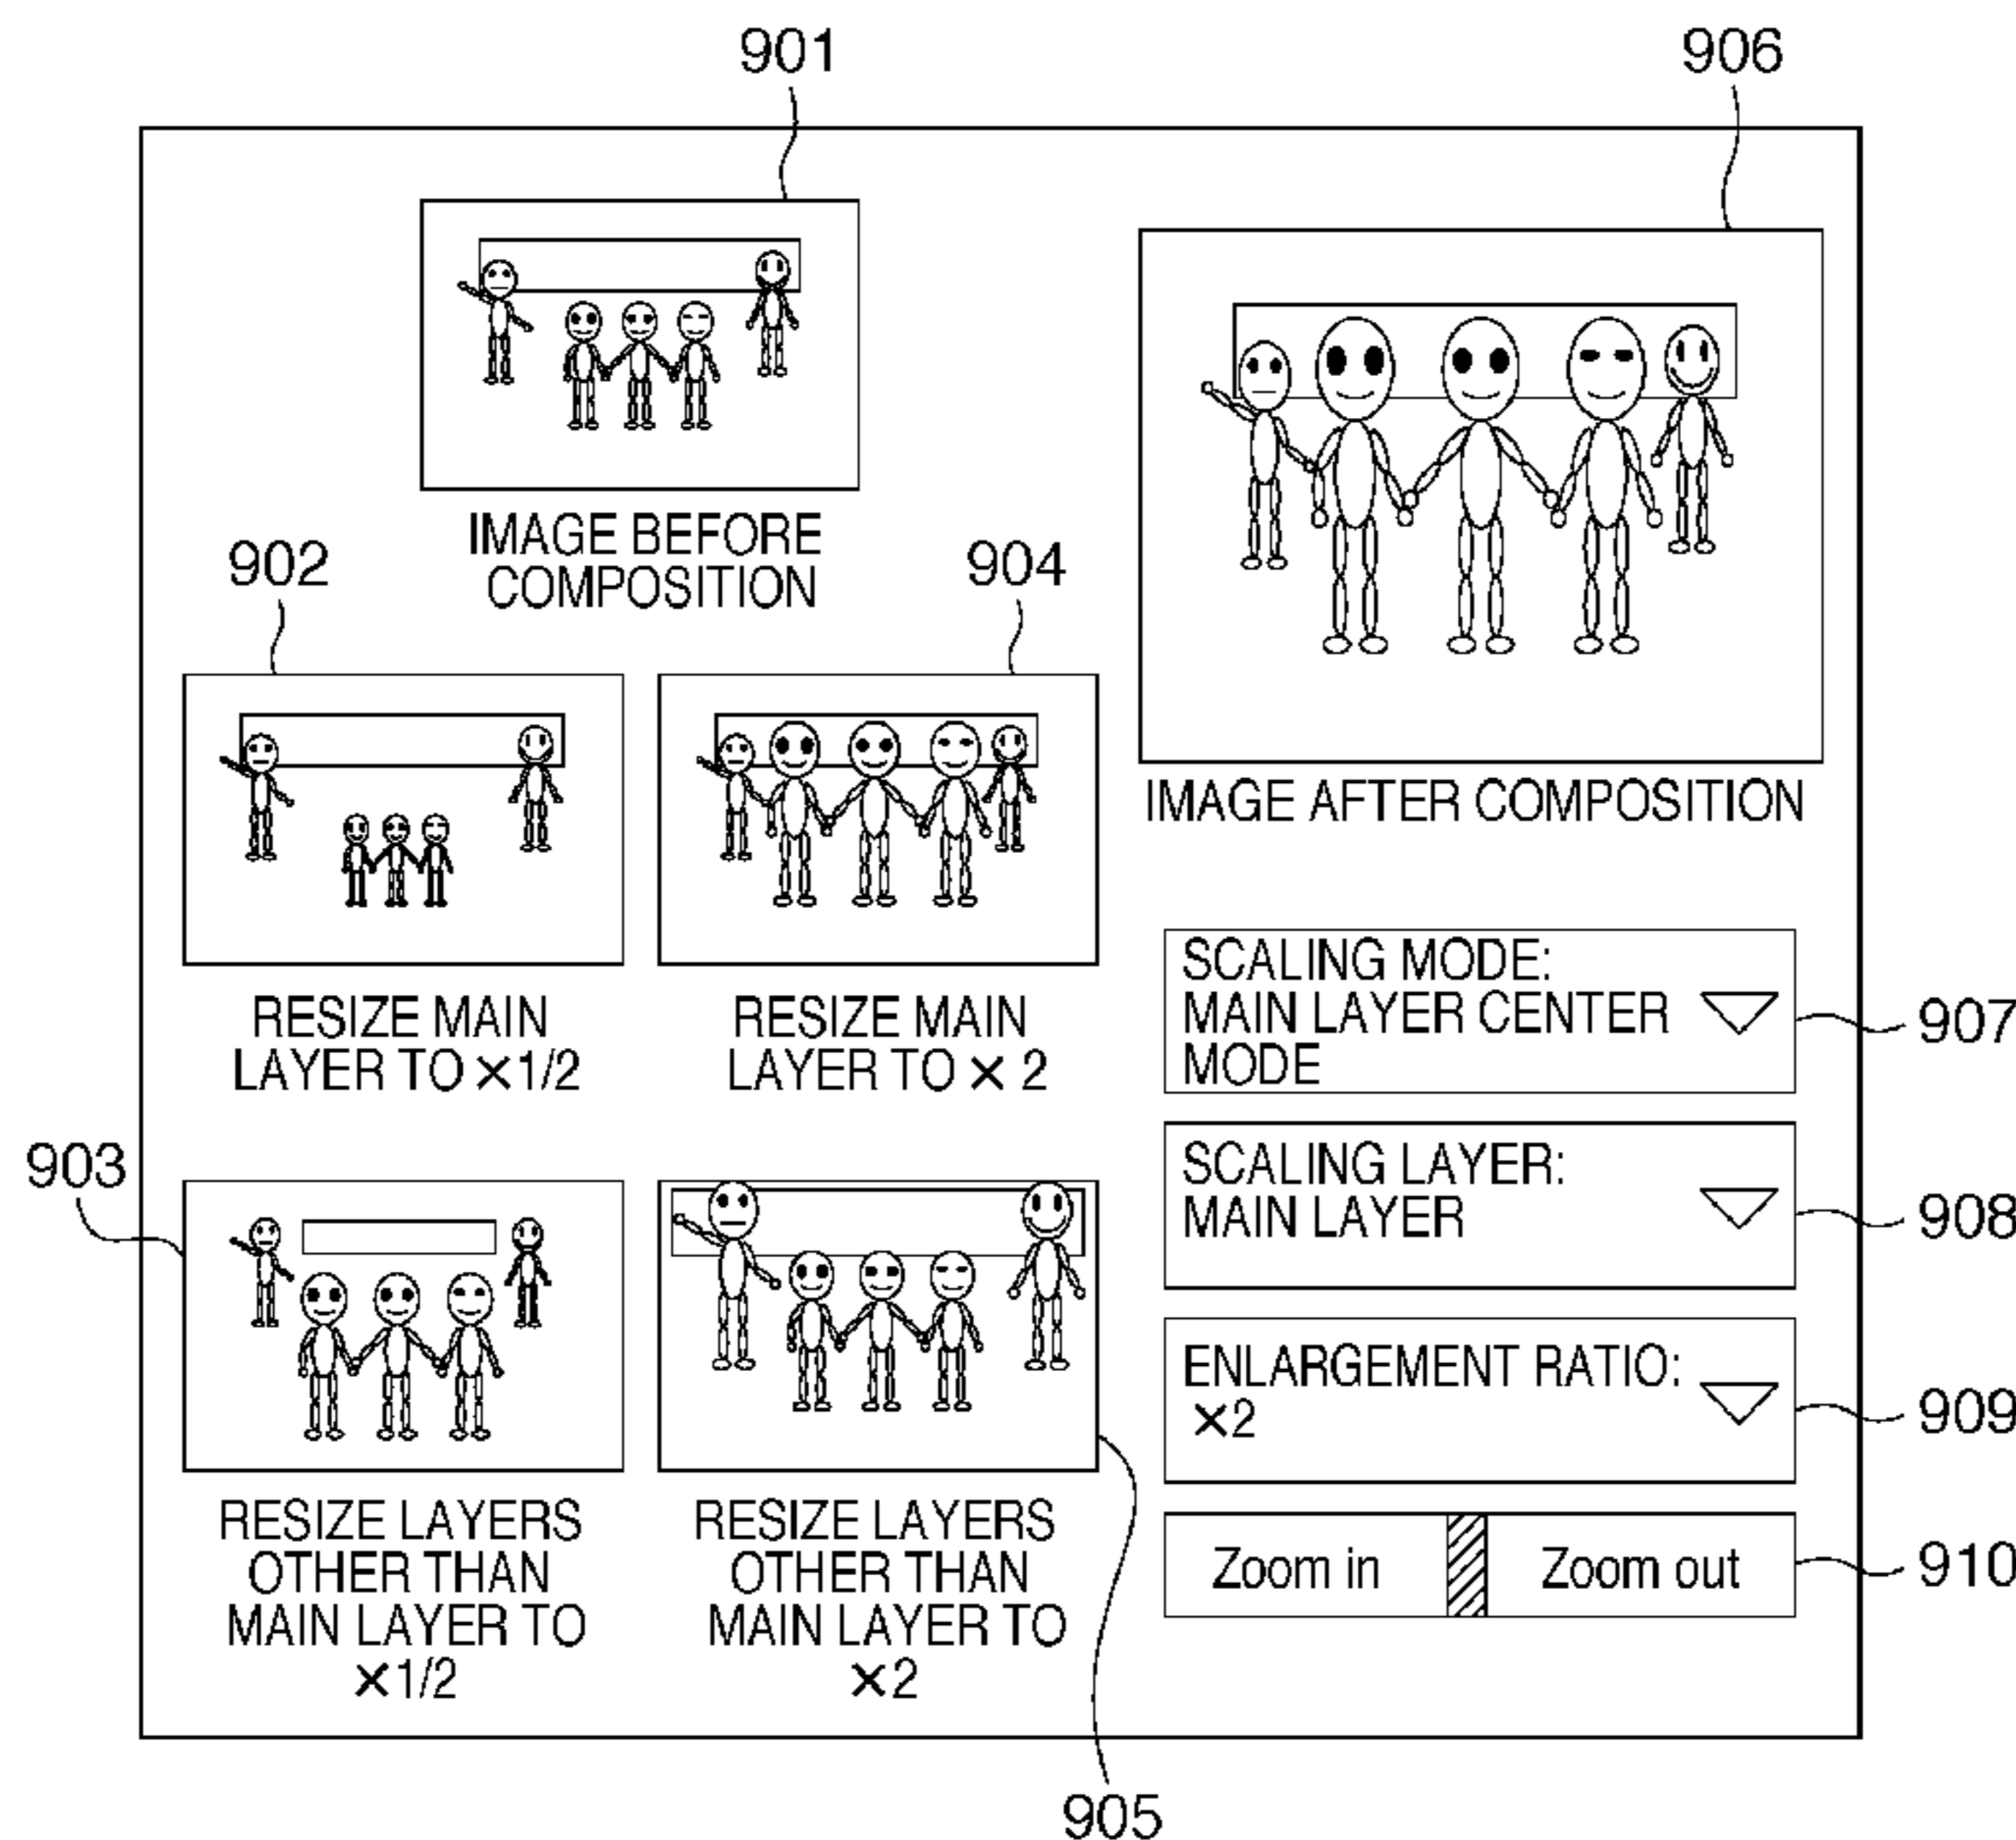 901
906
IMAGE BEFORE
COMPOSITION
902
904
IMAGE AFTER COMPOSITION
RESIZE MAIN
LAYER TO ×1/2
RESIZE MAIN
LAYER TO × 2
SCALING MODE:
MAIN LAYER CENTER
MODE
907
903
SCALING LAYER:
MAIN LAYER
908
ENLARGEMENT RATIO:
×2
909
RESIZE LAYERS
OTHER THAN
MAIN LAYER TO
×1/2
RESIZE LAYERS
OTHER THAN
MAIN LAYER TO
×2
Zoom in
Zoom out
910
905